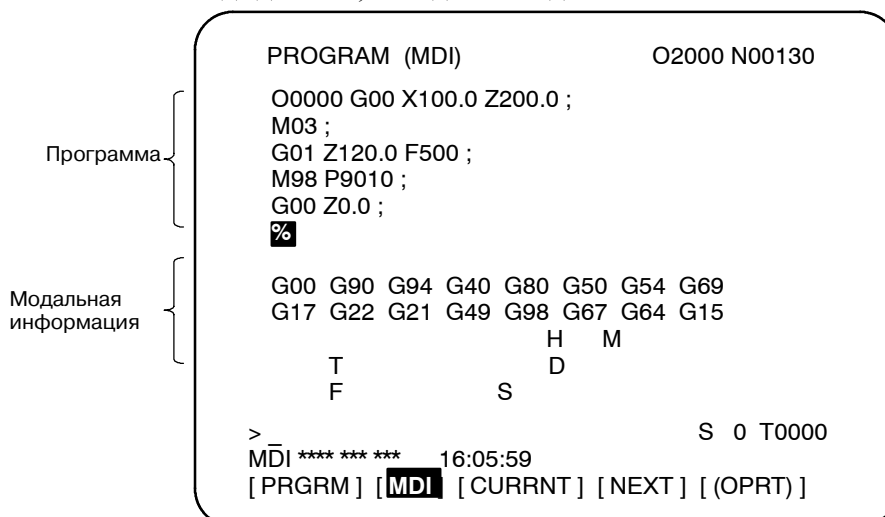 PROGRAM (MDI) O2000 N00130
O0000 G00 X100.0 Z200.0 ;
M03 ;
Программа
G01 Z120.0 F500 ;
M98 P9010 ;
G00 Z0.0 ;
%
Модальная
информация
G00 G90 G94 G40 G80 G50 G54 G69
G17 G22 G21 G49 G98 G67 G64 G15
H M
T D
F S
>_ S 0 T0000
MDI **** *** *** 16:05:59
[ PRGRM ] [ MDI ] [ CURRNT ] [ NEXT ] [ (OPRT) ]